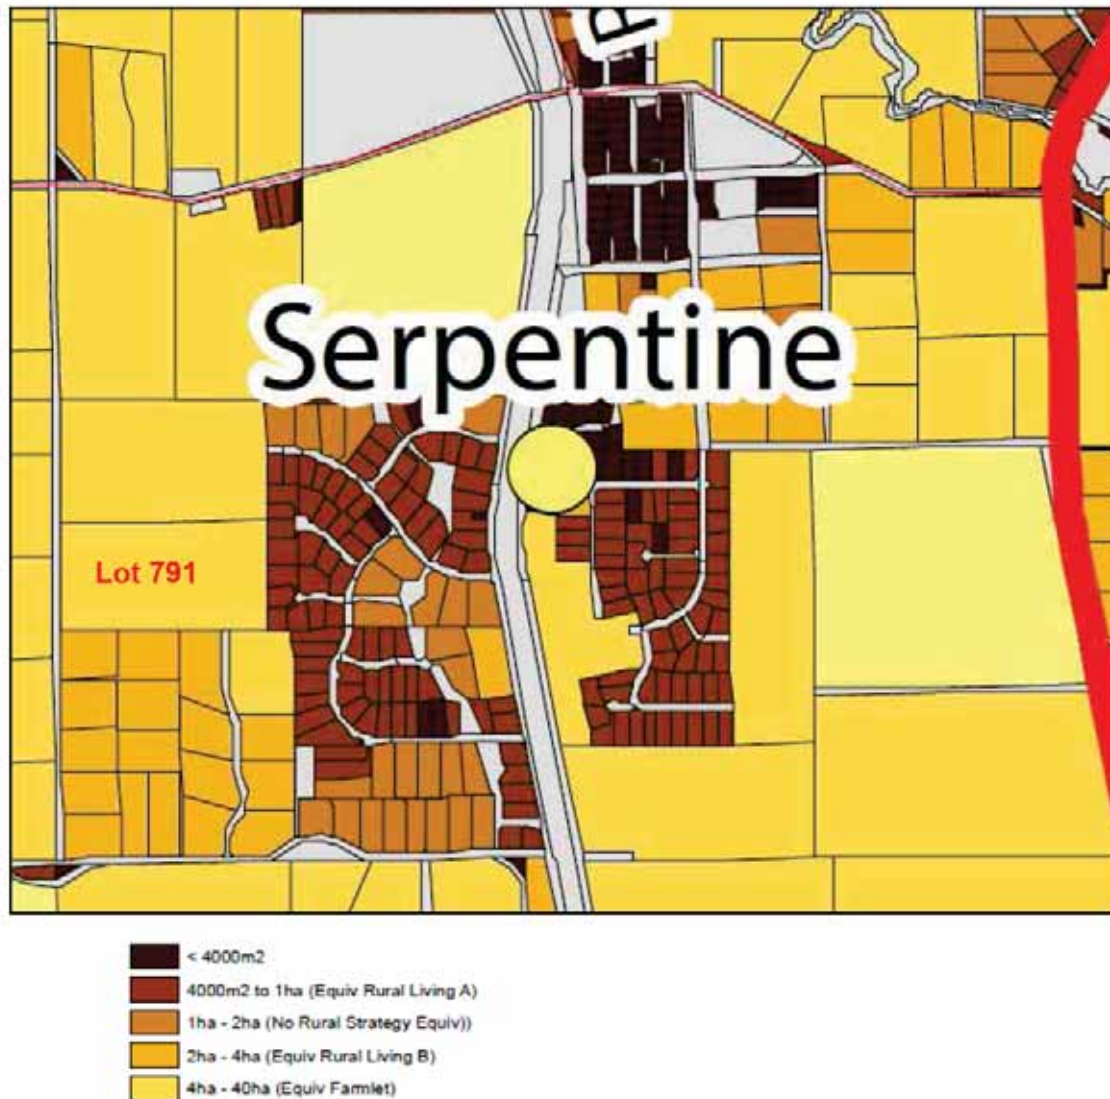 Serpentine
Lot 791
< 4000m2
4000m2 to 1ha (Equiv Rural Living A)
1ha - 2ha (No Rural Strategy Equiv))
2ha - 4ha (Equiv Rural Living B)
4ha - 40ha (Equiv Farmlet)